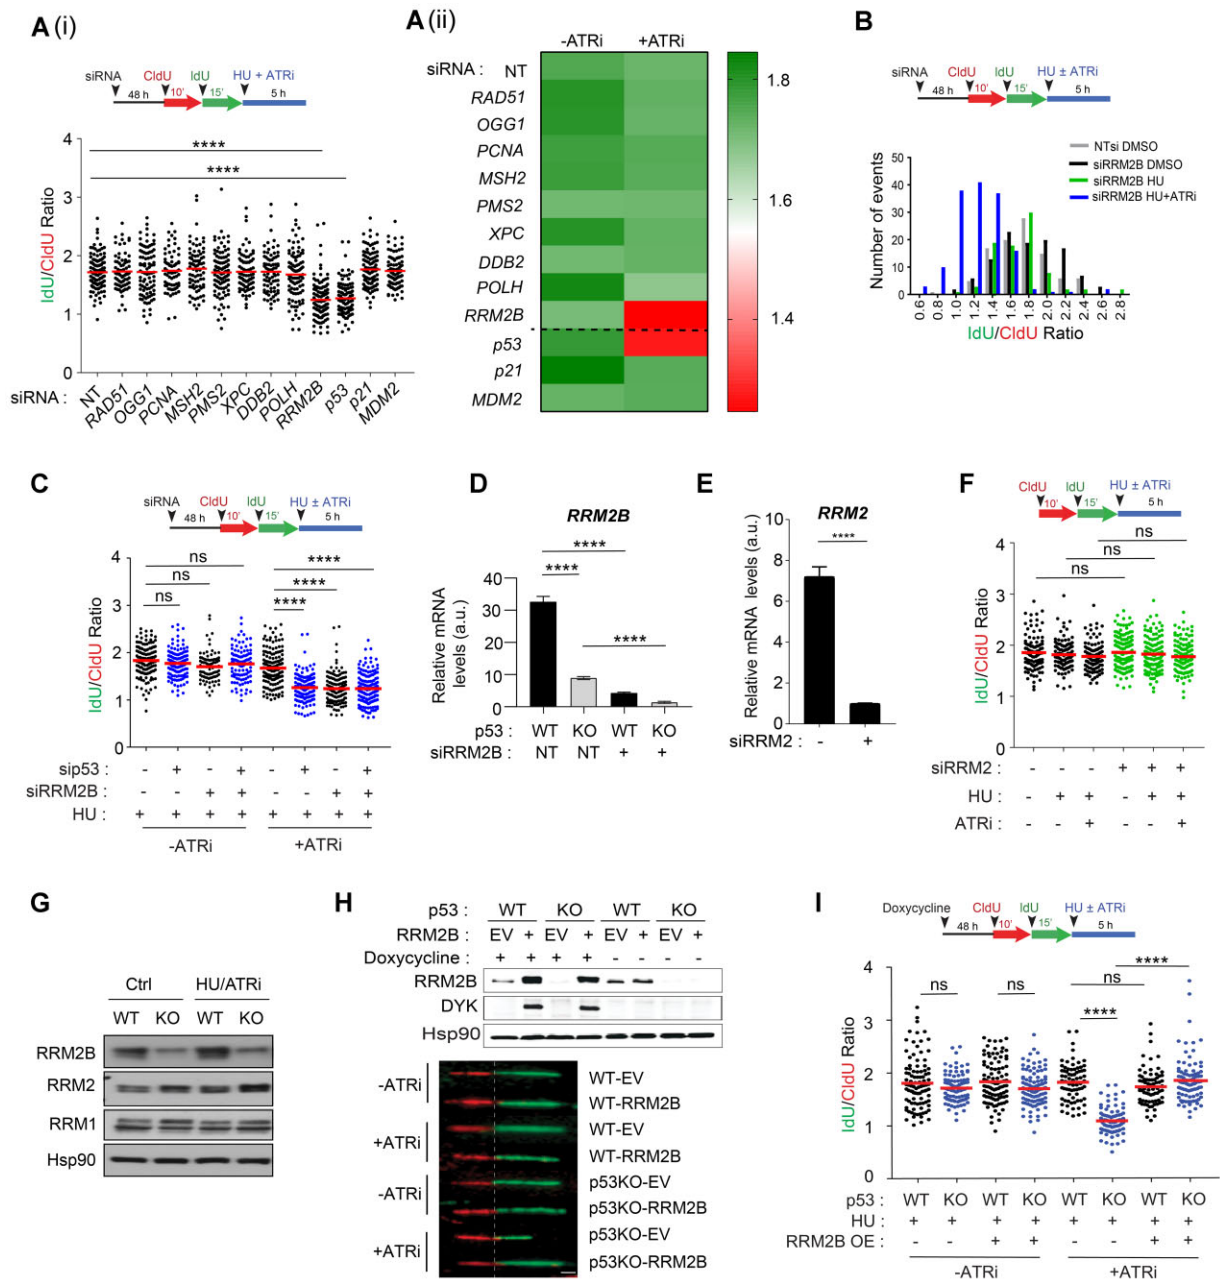 A (i)
siRNA CldU IdU HU + ATRi
48 h 10' 15' 5 h
****
****
IdU/CldU Ratio
4
3
2
1
0
siRNA : NT RAD51 OGG1 PCNA MSH2 PMS2 XPC DDB2 POLH RRM2B p53 p21 MDM2
A (ii)
-ATRi +ATRi
siRNA : NT
RAD51
OGG1
PCNA
MSH2
PMS2
XPC
DDB2
POLH
RRM2B
p53
p21
MDM2
1.8
1.6
1.4
B
siRNA CldU IdU HU ± ATRi
48 h 10' 15' 5 h
NTsi DMSO
siRRM2B DMSO
siRRM2B HU
siRRM2B HU+ATRi
Number of events
50
40
30
20
10
0
0.6 0.8 1.0 1.2 1.4 1.6 1.8 2.0 2.2 2.4 2.6 2.8
IdU/CldU Ratio
C
siRNA CldU IdU HU ± ATRi
48 h 10' 15' 5 h
ns ****
ns ****
ns ****
IdU/CldU Ratio
4
3
2
1
0
sip53 : - + - + - + - +
siRRM2B : - - + + - - + +
HU : + + + + + + + +
-ATRi +ATRi
D
RRM2B
****
****
****
Relative mRNA levels (a.u.)
40
30
20
10
0
p53 : WT KO WT KO
siRRM2B : NT NT + +
E
RRM2
****
Relative mRNA levels (a.u.)
8
6
4
2
0
siRRM2 : - +
F
CldU IdU HU ± ATRi
10' 15' 5 h
ns
ns
ns
IdU/CldU Ratio
4
3
2
1
0
siRRM2 : - - - + + +
HU : - + + - + +
ATRi : - - + - - +
G
Ctrl HU/ATRi
WT KO WT KO
RRM2B
RRM2
RRM1
Hsp90
H
p53 : WT KO WT KO
RRM2B : EV + EV + EV + EV +
Doxycycline : + + + + - - - -
RRM2B
DYK
Hsp90
-ATRi WT-EV
WT-RRM2B
+ATRi WT-EV
WT-RRM2B
-ATRi p53KO-EV
p53KO-RRM2B
+ATRi p53KO-EV
p53KO-RRM2B
I
Doxycycline CldU IdU HU ± ATRi
48 h 10' 15' 5 h
****
ns ns ns
****
IdU/CldU Ratio
4
3
2
1
0
p53 : WT KO WT KO WT KO WT KO
HU : + + + + + + + +
RRM2B OE : - - + + - - + +
-ATRi +ATRi